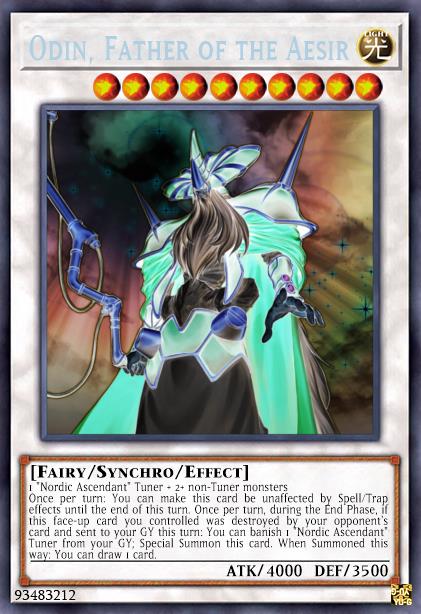 ODIN, FATHER OF THE AESIR
LIGHT
光
[FAIRY/SYNCHRO/EFFECT]
1 "Nordic Ascendant" Tuner + 2+ non-Tuner monsters
Once per turn: You can make this card be unaffected by Spell/Trap
effects until the end of this turn. Once per turn, during the End Phase, if
this face-up card you controlled was destroyed by your opponent's
card and sent to your GY this turn: You can banish 1 "Nordic Ascendant"
Tuner from your GY; Special Summon this card. When Summoned this
way: You can draw 1 card.
ATK/4000 DEF/3500
93483212